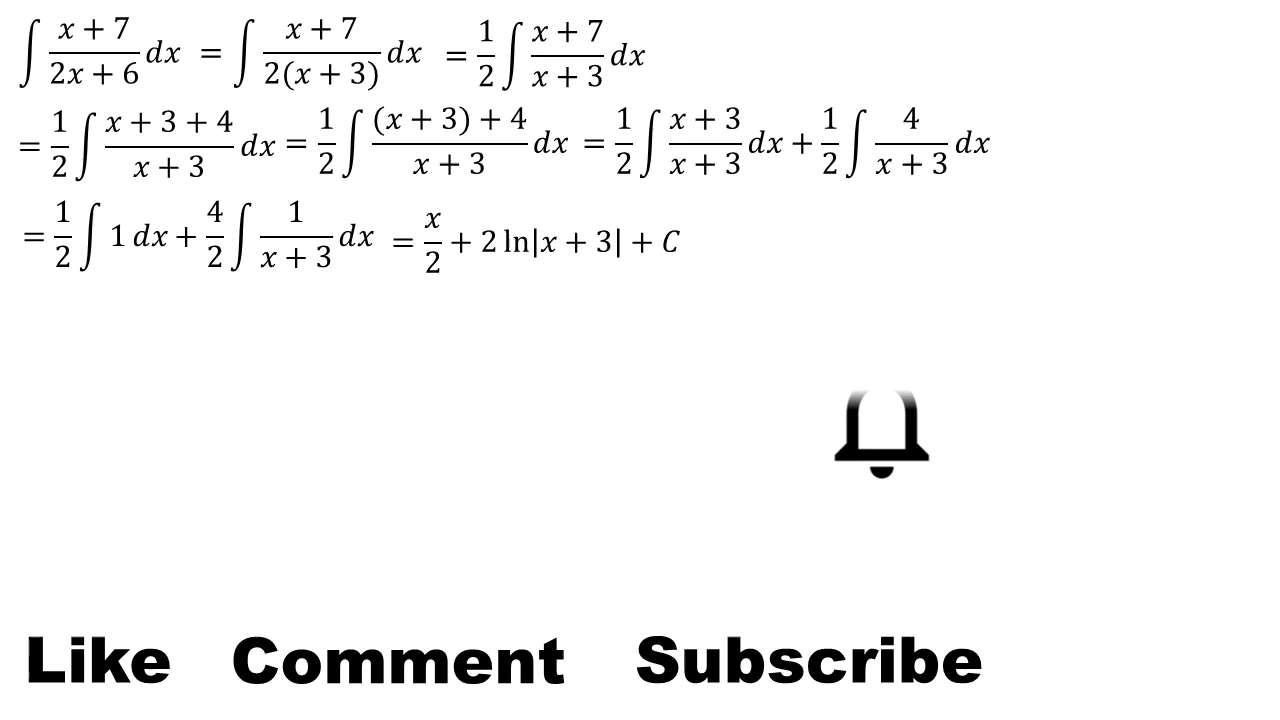 ∫ (x + 7)/(2x + 6) dx = ∫ (x + 7)/(2(x + 3)) dx = 1/2 ∫ (x + 7)/(x + 3) dx
= 1/2 ∫ (x + 3 + 4)/(x + 3) dx = 1/2 ∫ ((x + 3) + 4)/(x + 3) dx = 1/2 ∫ (x + 3)/(x + 3) dx + 1/2 ∫ 4/(x + 3) dx
= 1/2 ∫ 1 dx + 4/2 ∫ 1/(x + 3) dx = x/2 + 2 ln|x + 3| + C
Like Comment Subscribe